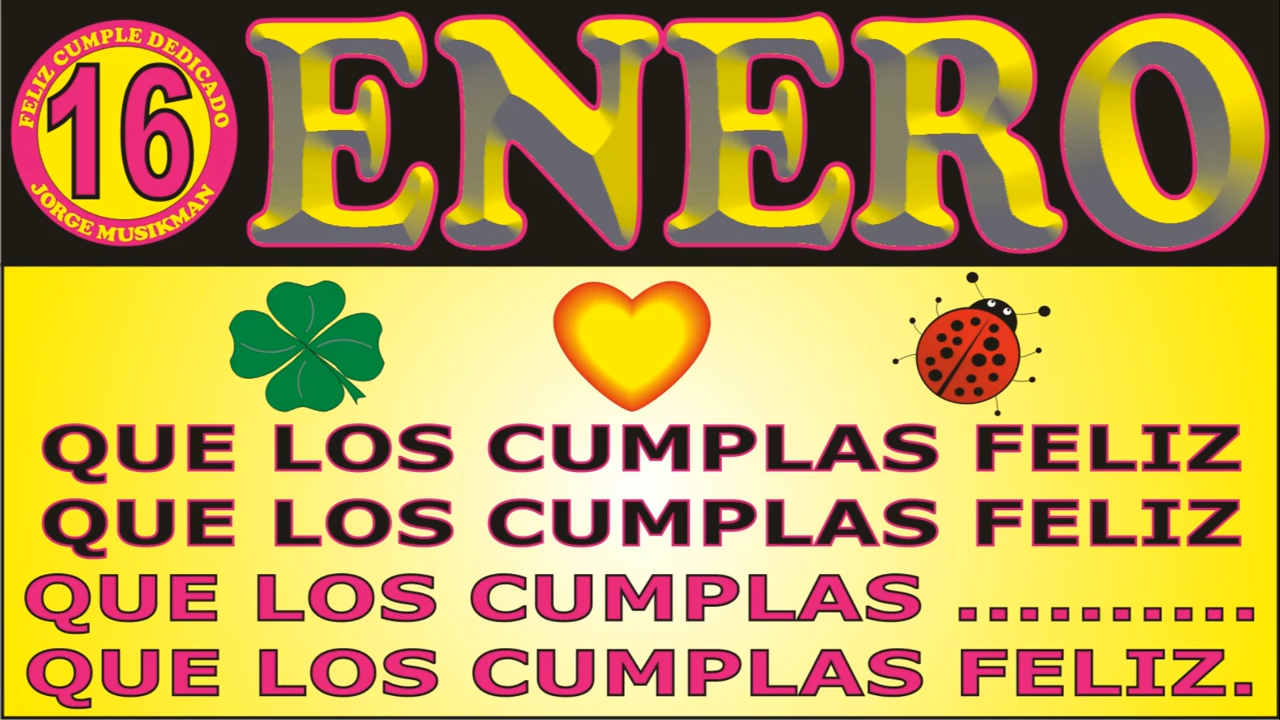 FELIZ CUMPLE DEDICADO
16
JORGE MUSIKMAN
ENERO
QUE LOS CUMPLAS FELIZ
QUE LOS CUMPLAS FELIZ
QUE LOS CUMPLAS ..........
QUE LOS CUMPLAS FELIZ.